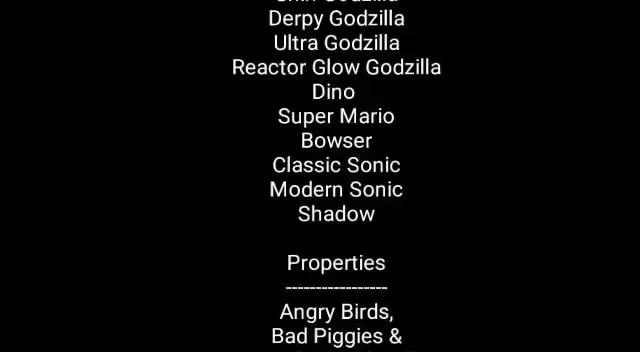 Godzilla
Derpy Godzilla
Ultra Godzilla
Reactor Glow Godzilla
Dino
Super Mario
Bowser
Classic Sonic
Modern Sonic
Shadow
Properties
-----------------
Angry Birds,
Bad Piggies &